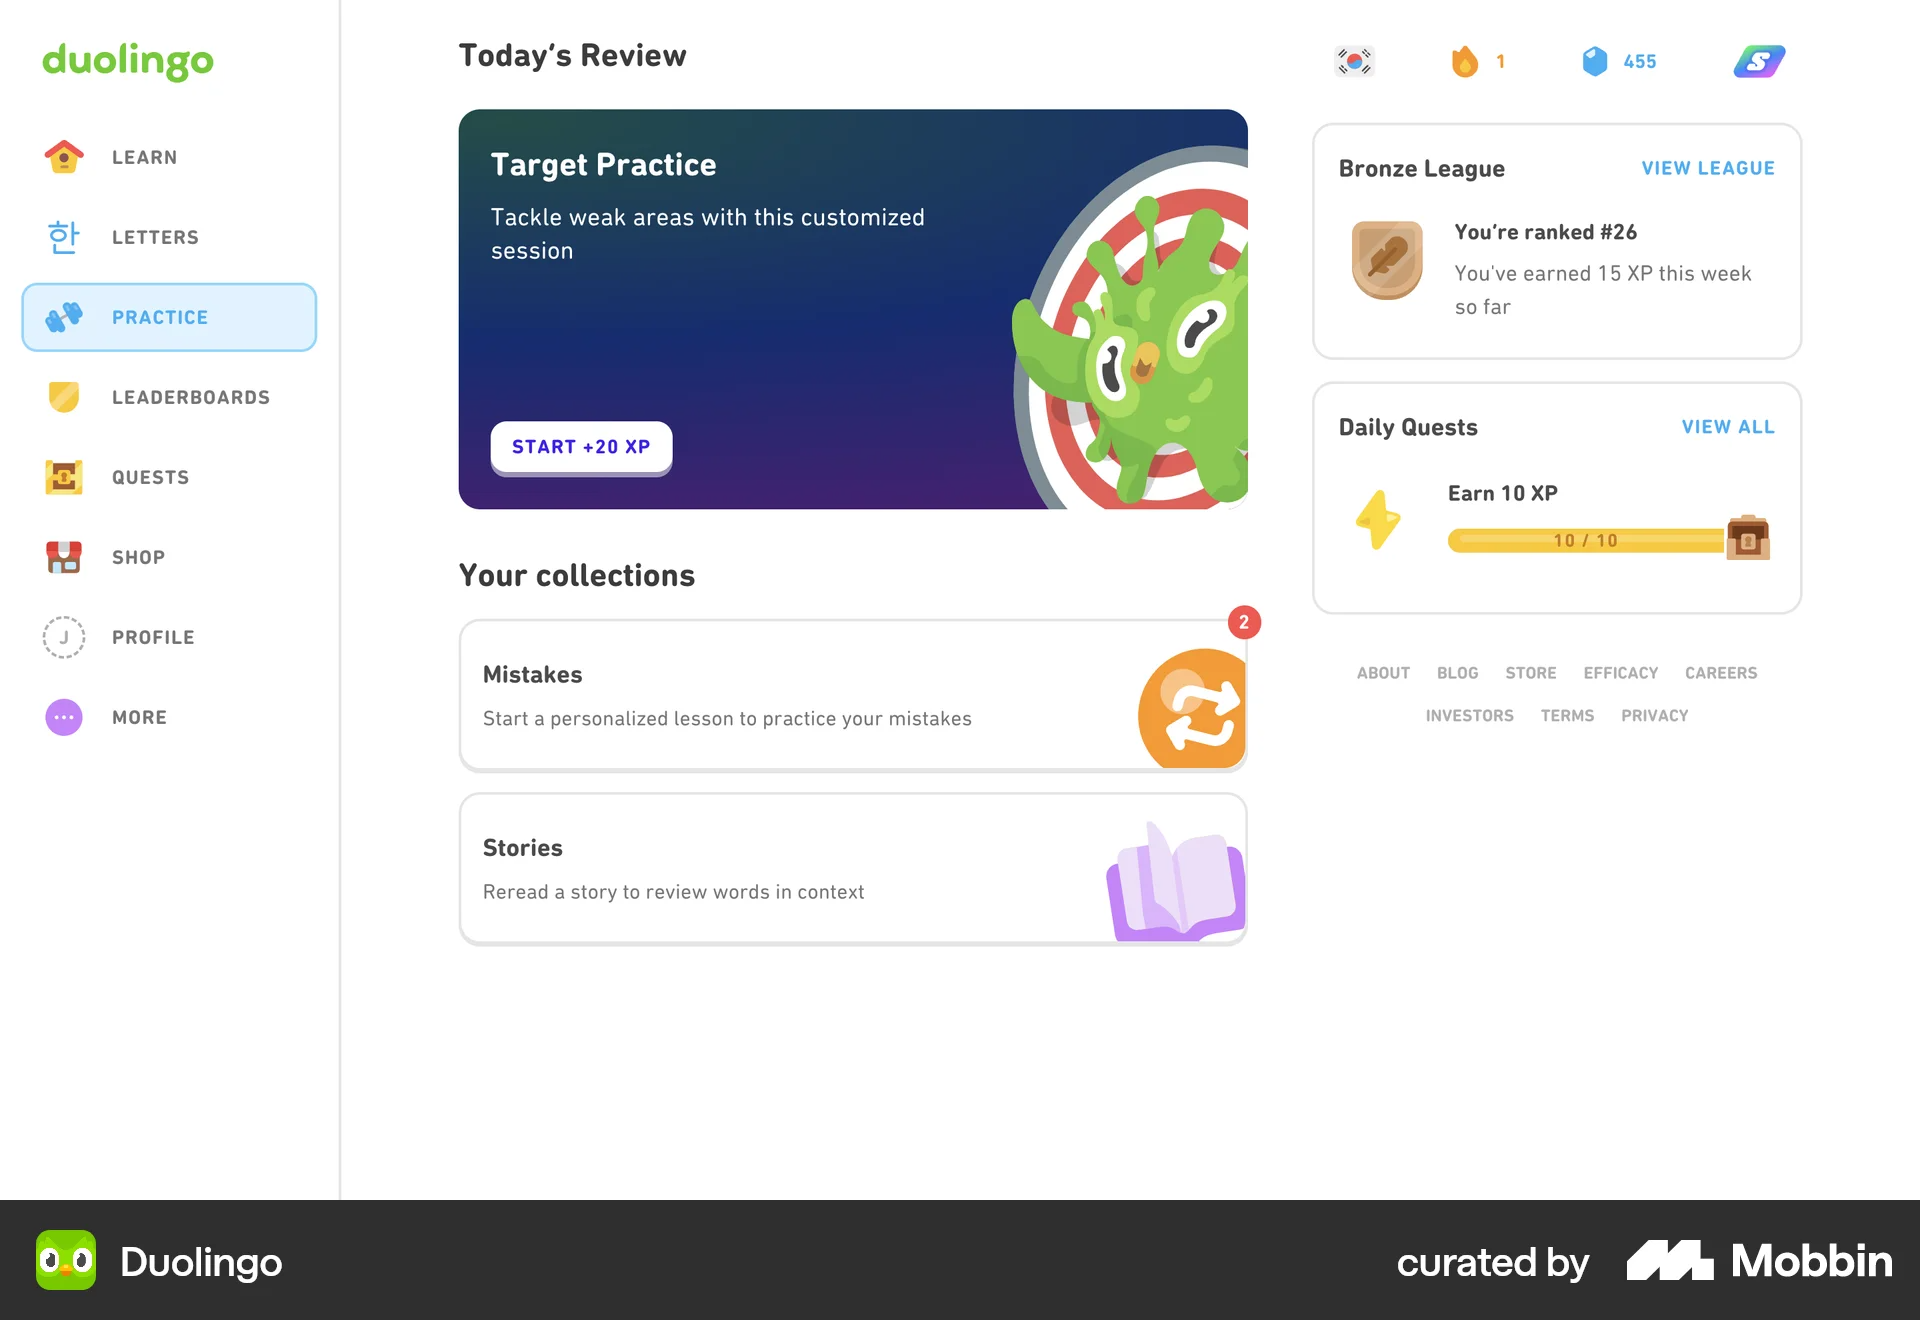 duolingo
LEARN
한
LETTERS
PRACTICE
LEADERBOARDS
QUESTS
SHOP
J
PROFILE
MORE
Today's Review
Target Practice
Tackle weak areas with this customized
session
START +20 XP
Your collections
2
Mistakes
Start a personalized lesson to practice your mistakes
Stories
Reread a story to review words in context
1
455
S
Bronze League
VIEW LEAGUE
You're ranked #26
You've earned 15 XP this week
so far
Daily Quests
VIEW ALL
Earn 10 XP
10 / 10
ABOUT BLOG STORE EFFICACY CAREERS
INVESTORS TERMS PRIVACY
Duolingo
curated by
Mobbin